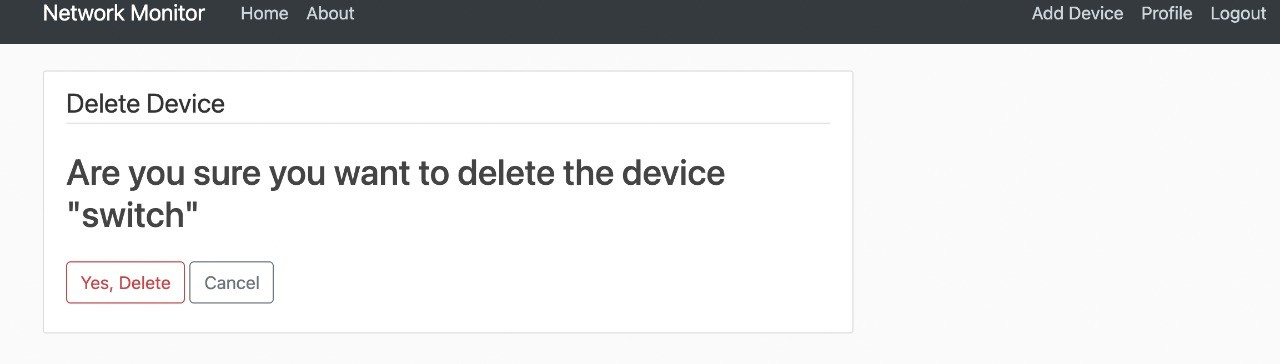 Network Monitor Home About Add Device Profile Logout
Delete Device
Are you sure you want to delete the device
"switch"
Yes, Delete Cancel